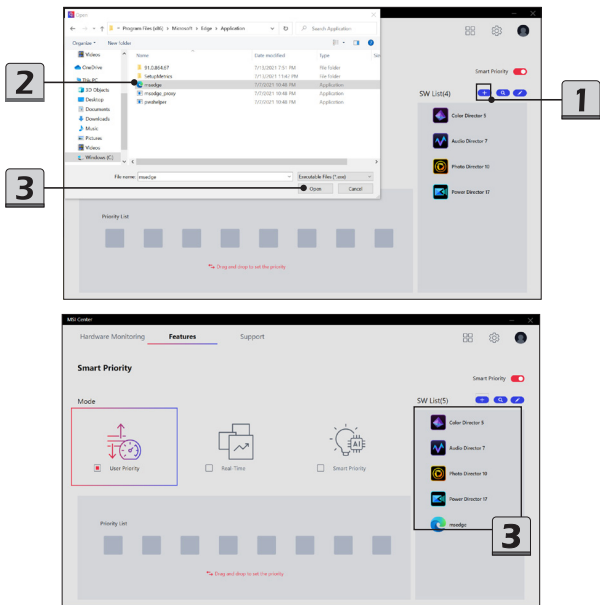 Open
Program Files (x86) > Microsoft > Edge > Application
Search Application
Organize
New folder
Videos
OneDrive
This PC
3D Objects
Desktop
Documents
Downloads
Music
Pictures
Videos
Windows (C:)
Name
Date modified
Type
91.0.864.67
7/13/2021 7:51 PM
File folder
SetupMetrics
7/13/2021 11:43 PM
File folder
msedge
7/7/2021 10:48 PM
Application
msedge_proxy
7/7/2021 10:48 PM
Application
pwahelper
7/7/2021 10:48 PM
Application
File name:
msedge
Executable Files (*.exe)
Open
Cancel
2
3
1
Smart Priority
SW List(4)
Color Director 5
Audio Director 7
Photo Director 10
Power Director 17
Priority List
Drag and drop to set the priority
MSI Center
Hardware Monitoring
Features
Support
Smart Priority
Smart Priority
Mode
SW List(5)
User Priority
Real Time
AI
Smart Priority
Color Director 5
Audio Director 7
Photo Director 10
Power Director 17
msedge
3
Priority List
Drag and drop to set the priority